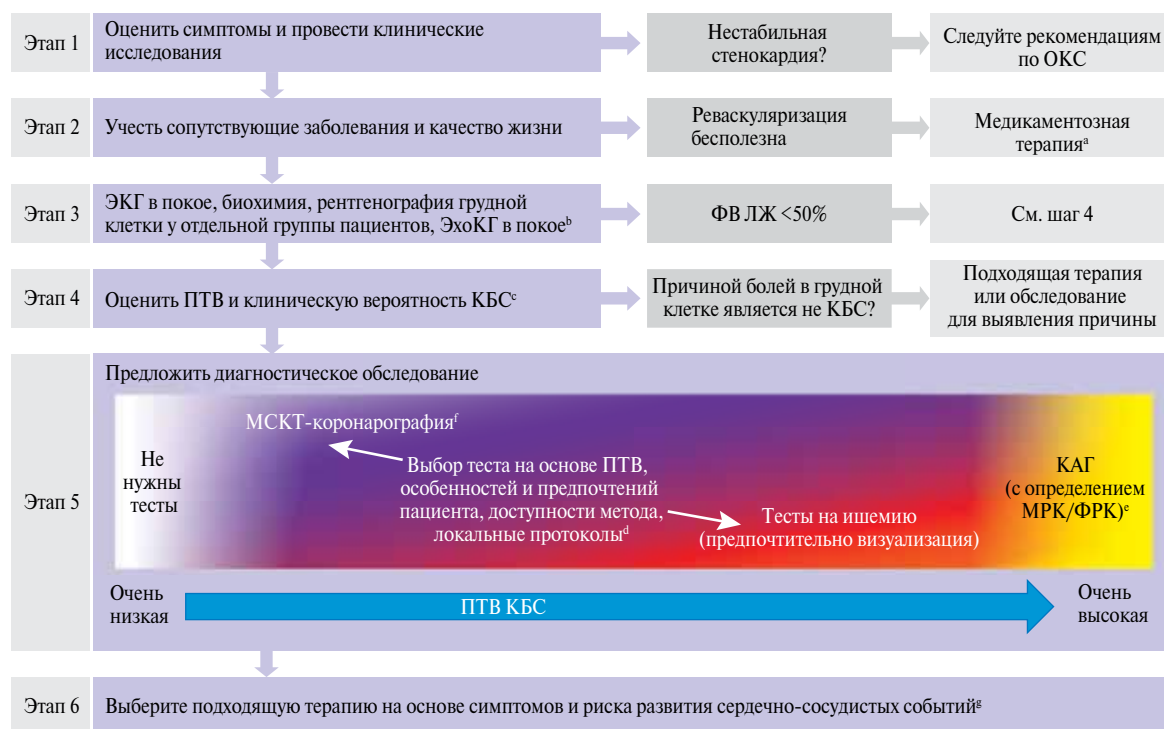 Этап 1
Оценить симптомы и провести клинические
исследования
Нестабильная
стенокардия?
Следуйте рекомендациям
по ОКС
Этап 2
Учесть сопутствующие заболевания и качество жизни
Реваскуляризация
бесполезна
Медикаментозная
терапияᵃ
Этап 3
ЭКГ в покое, биохимия, рентгенография грудной
клетки у отдельной группы пациентов, ЭхоКГ в покоеᵇ
ФВ ЛЖ <50%
См. шаг 4
Этап 4
Оценить ПТВ и клиническую вероятность КБСᶜ
Причиной болей в грудной
клетке является не КБС?
Подходящая терапия
или обследование
для выявления причины
Этап 5
Предложить диагностическое обследование
Не
нужны
тесты
МСКТ-коронарографияᶠ
Выбор теста на основе ПТВ,
особенностей и предпочтений
пациента, доступности метода,
локальные протоколыᵈ
Тесты на ишемию
(предпочтительно визуализация)
КАГ
(с определением
МРК/ФРК)ᵉ
Очень
низкая
ПТВ КБС
Очень
высокая
Этап 6
Выберите подходящую терапию на основе симптомов и риска развития сердечно-сосудистых событийᵍ